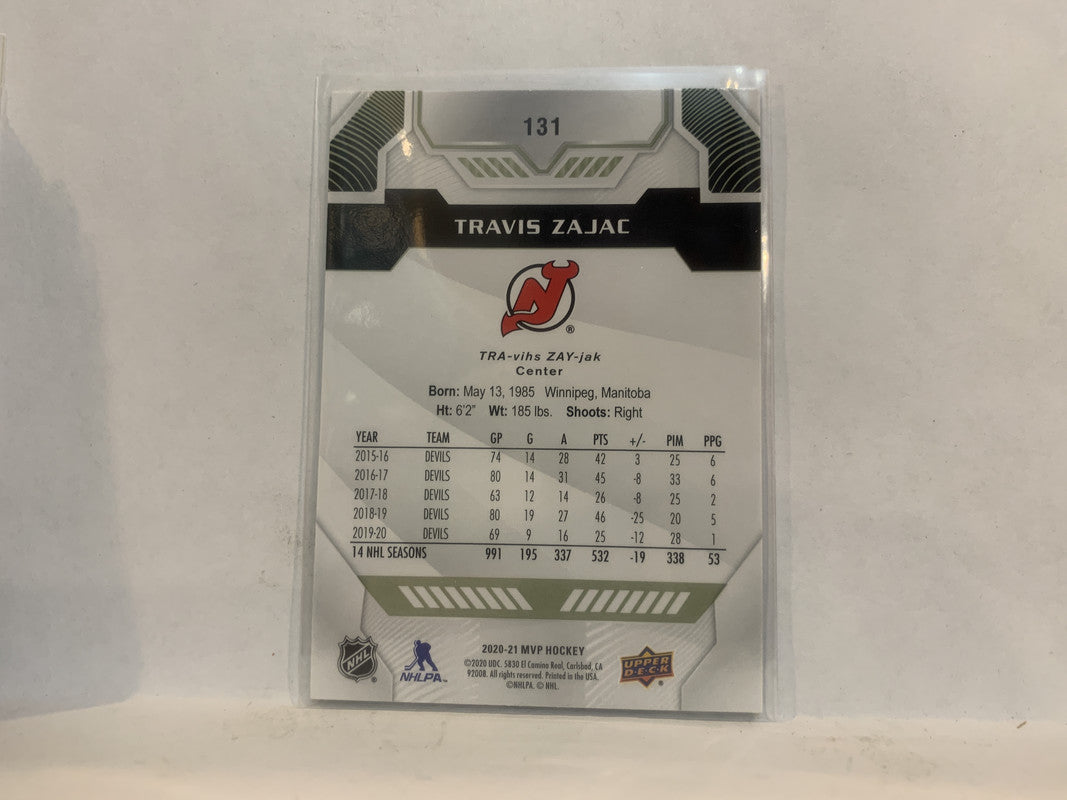 131
TRAVIS ZAJAC
NJ
®
TRA-vihs ZAY-jak
Center
Born: May 13, 1985 Winnipeg, Manitoba
Ht: 6'2" Wt: 185 lbs. Shoots: Right
YEAR TEAM GP G A PTS +/- PIM PPG
2015-16 DEVILS 74 14 28 42 3 25 6
2016-17 DEVILS 80 14 31 45 -8 33 6
2017-18 DEVILS 63 12 14 26 -8 25 2
2018-19 DEVILS 80 19 27 46 -25 20 5
2019-20 DEVILS 69 9 16 25 -12 28 1
14 NHL SEASONS 991 195 337 532 -19 338 53
NHL ®
NHLPA™
2020-21 MVP HOCKEY
©2020 UDC. 5830 El Camino Real, Carlsbad, CA
92008. All rights reserved. Printed in the USA.
©NHLPA. © NHL.
UPPER
DECK ®